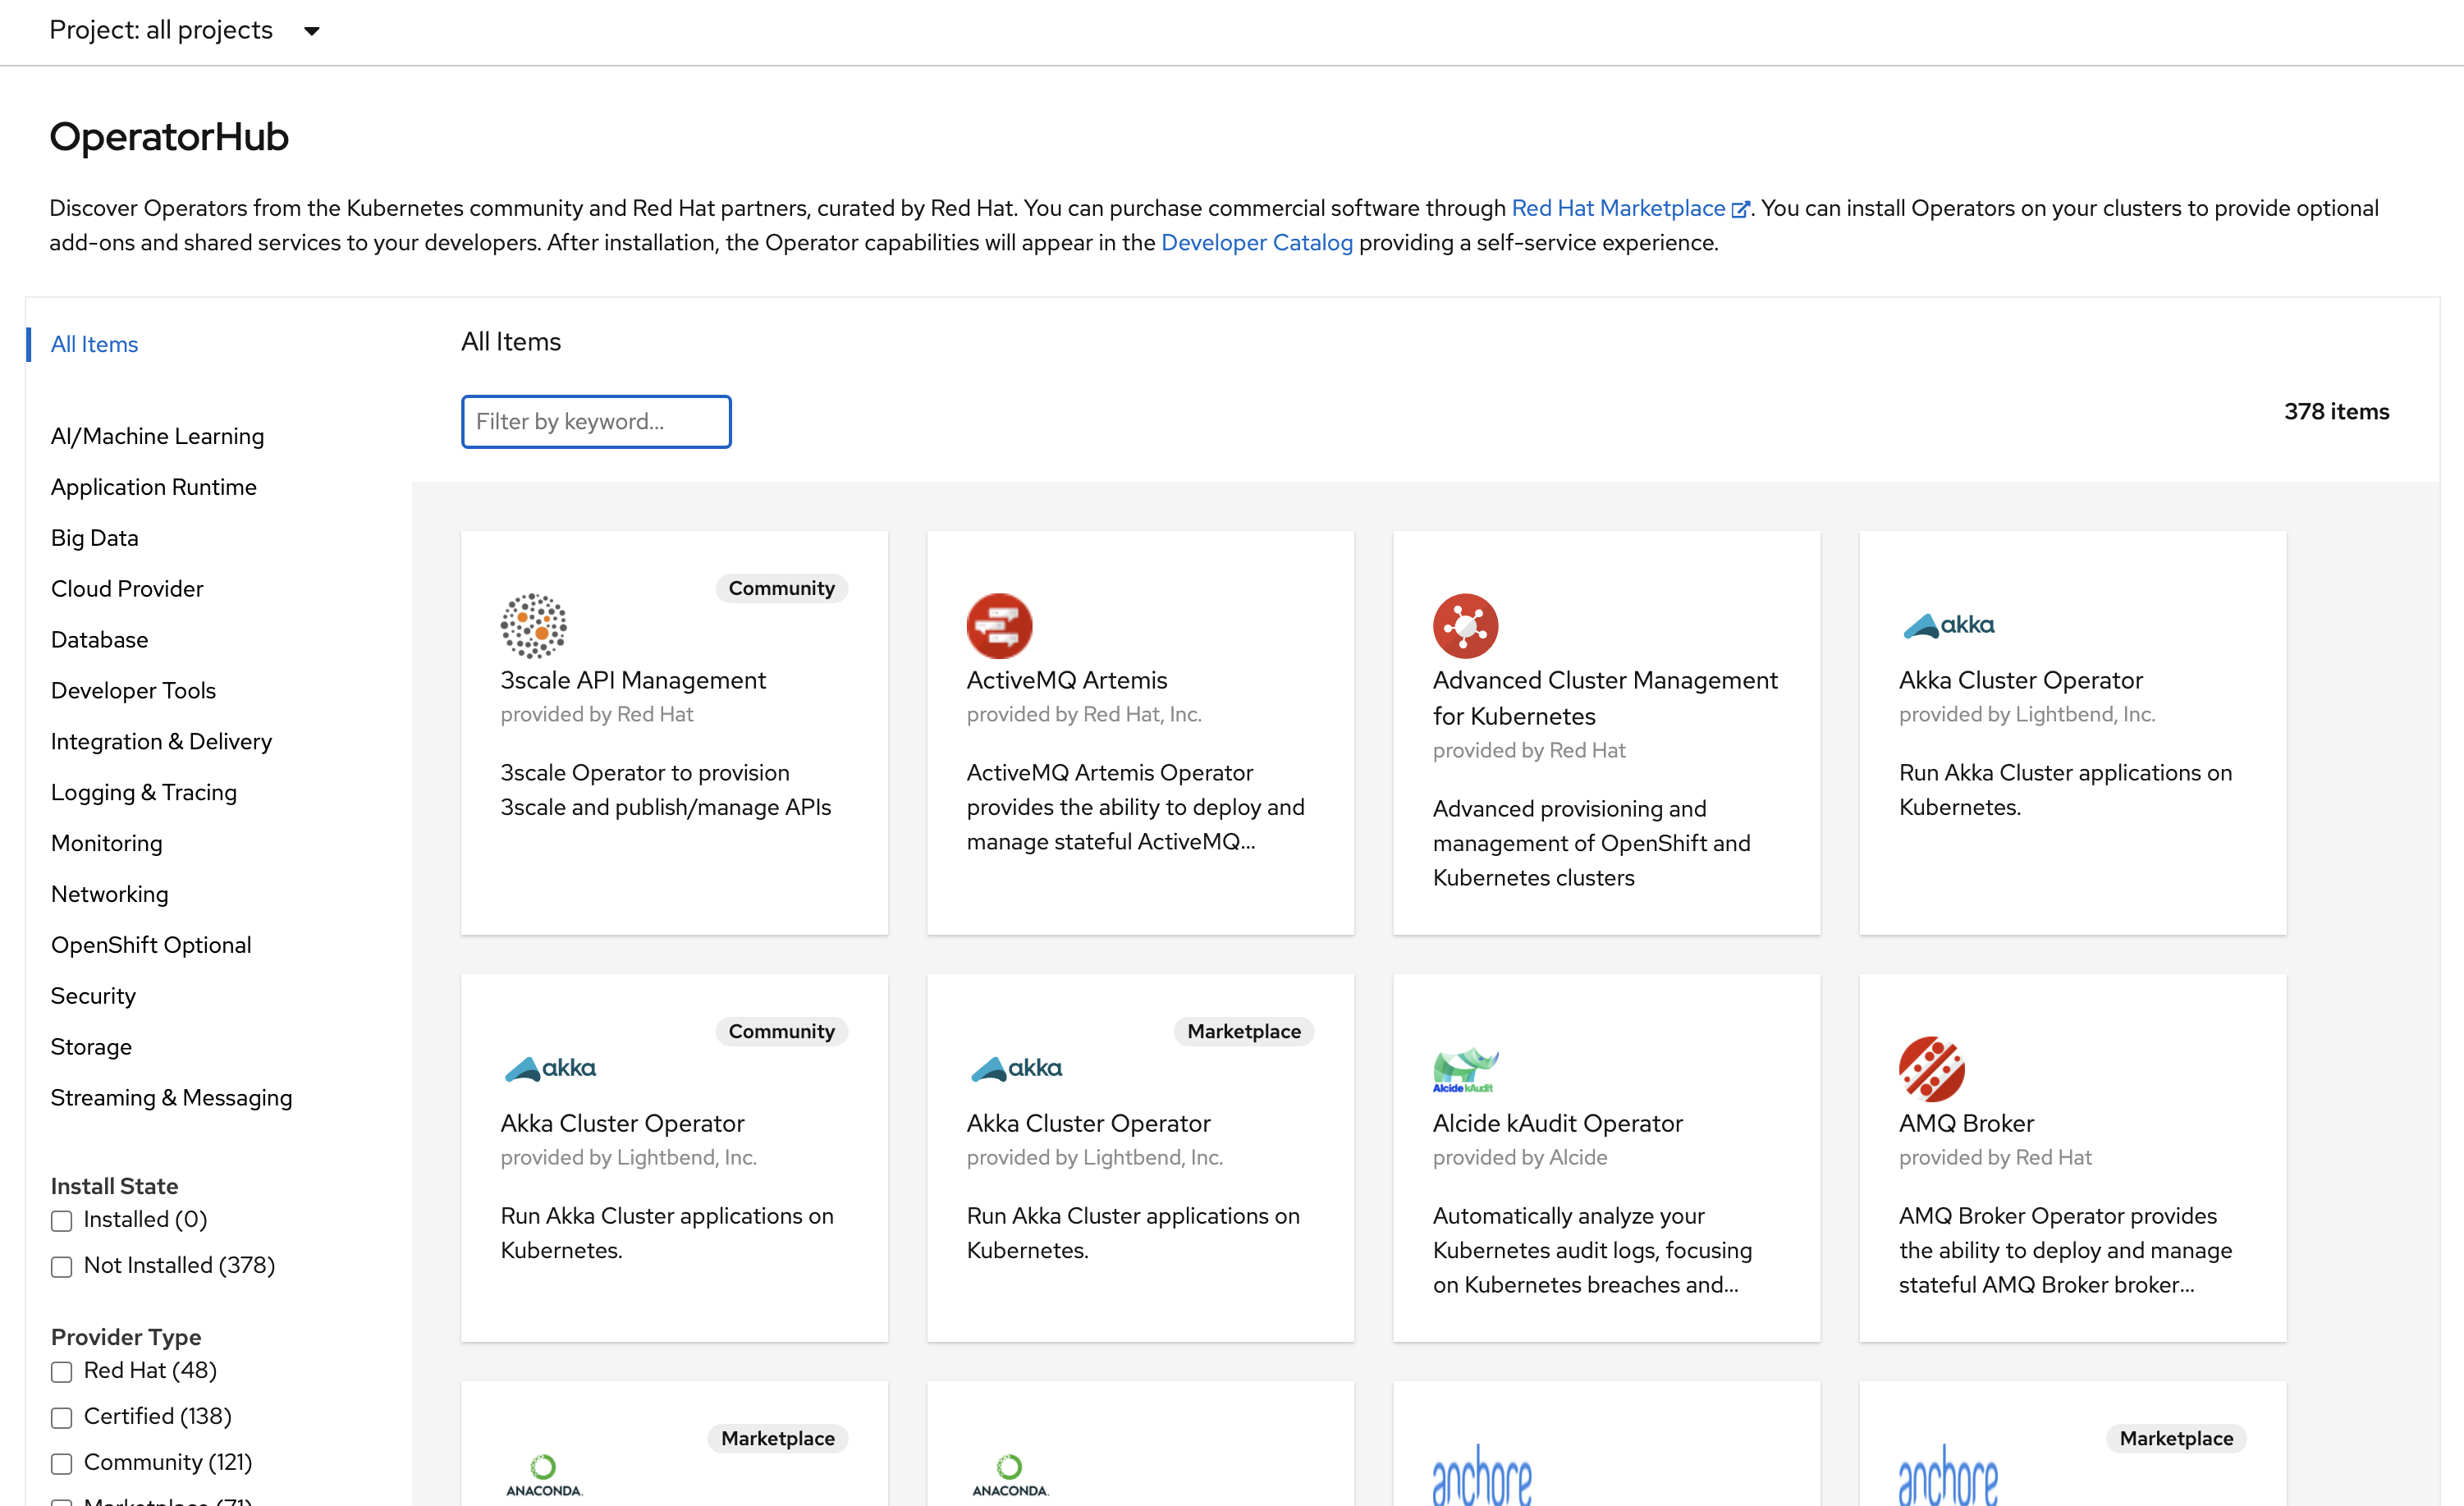 Project: all projects
OperatorHub
Discover Operators from the Kubernetes community and Red Hat partners, curated by Red Hat. You can purchase commercial software through Red Hat Marketplace. You can install Operators on your clusters to provide optional
add-ons and shared services to your developers. After installation, the Operator capabilities will appear in the Developer Catalog providing a self-service experience.
All Items
AI/Machine Learning
Application Runtime
Big Data
Cloud Provider
Database
Developer Tools
Integration & Delivery
Logging & Tracing
Monitoring
Networking
OpenShift Optional
Security
Storage
Streaming & Messaging
Install State
Installed (0)
Not Installed (378)
Provider Type
Red Hat (48)
Certified (138)
Community (121)
Marketplace (71)
All Items
Filter by keyword...
378 items
Community
3scale API Management
provided by Red Hat
3scale Operator to provision
3scale and publish/manage APIs
ActiveMQ Artemis
provided by Red Hat, Inc.
ActiveMQ Artemis Operator
provides the ability to deploy and
manage stateful ActiveMQ...
Advanced Cluster Management
for Kubernetes
provided by Red Hat
Advanced provisioning and
management of OpenShift and
Kubernetes clusters
akka
Akka Cluster Operator
provided by Lightbend, Inc.
Run Akka Cluster applications on
Kubernetes.
Community
akka
Akka Cluster Operator
provided by Lightbend, Inc.
Run Akka Cluster applications on
Kubernetes.
Marketplace
akka
Akka Cluster Operator
provided by Lightbend, Inc.
Run Akka Cluster applications on
Kubernetes.
Alcide kAudit
Alcide kAudit Operator
provided by Alcide
Automatically analyze your
Kubernetes audit logs, focusing
on Kubernetes breaches and...
AMQ Broker
provided by Red Hat
AMQ Broker Operator provides
the ability to deploy and manage
stateful AMQ Broker broker...
Marketplace
ANACONDA.
ANACONDA.
anchore
Marketplace
anchore